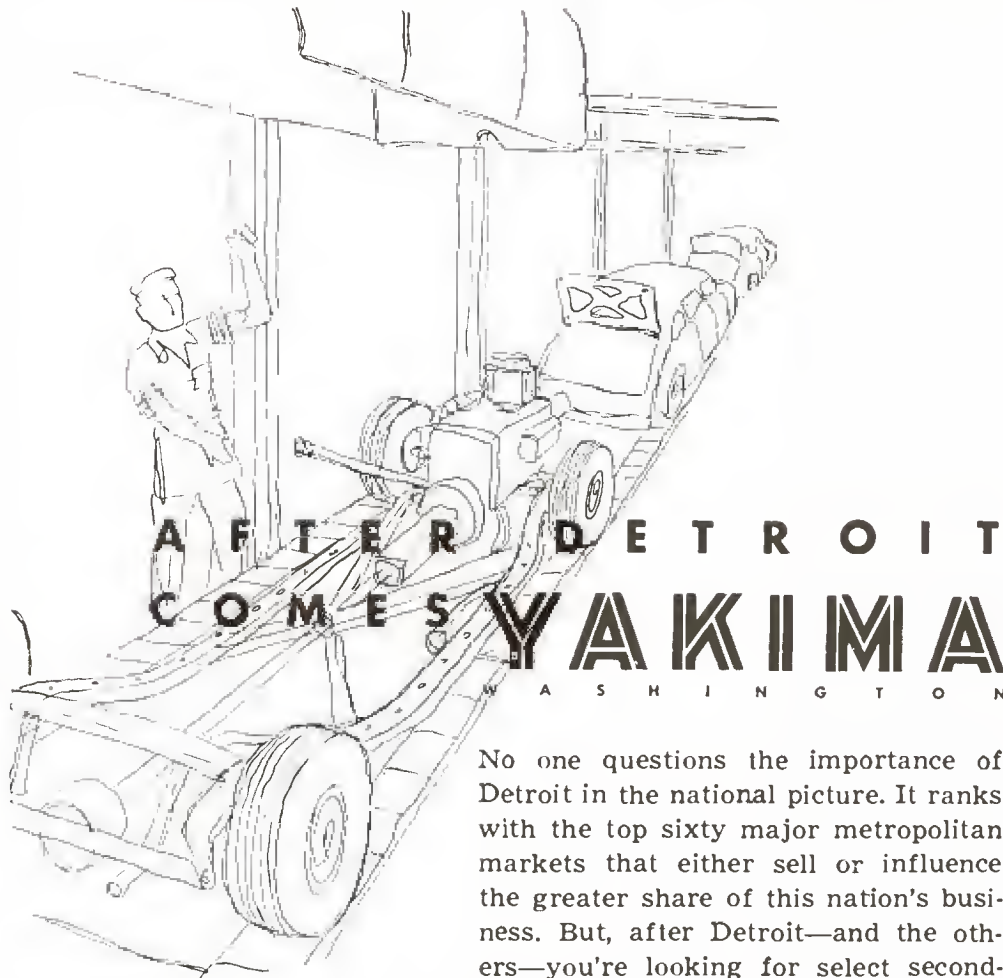 AFTER DETROIT
COMES YAKIMA
WASHINGTON
No one questions the importance of
Detroit in the national picture. It ranks
with the top sixty major metropolitan
markets that either sell or influence
the greater share of this nation's busi-
ness. But, after Detroit—and the oth-
ers—you're looking for select second-